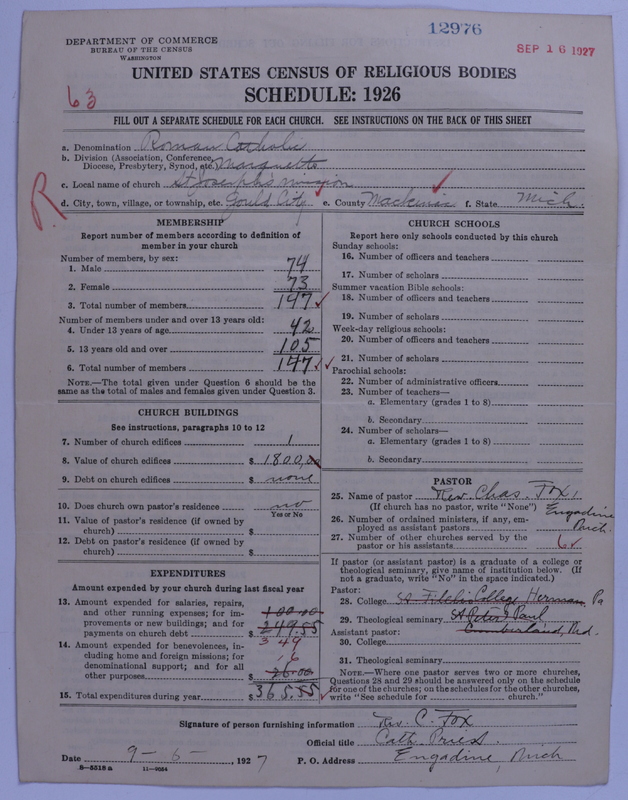 12976
SEP 16 1927
DEPARTMENT OF COMMERCE
BUREAU OF THE CENSUS
WASHINGTON
UNITED STATES CENSUS OF RELIGIOUS BODIES
SCHEDULE: 1926
63
FILL OUT A SEPARATE SCHEDULE FOR EACH CHURCH. SEE INSTRUCTIONS ON THE BACK OF THIS SHEET
a. Denomination Roman Catholic
b. Division (Association, Conference, Diocese, Presbytery, Synod, etc.) Marquette
c. Local name of church St Joseph's mission
d. City, town, village, or township, etc. Gould City e. County Mackinac f. State Mich
R
MEMBERSHIP
Report number of members according to definition of
member in your church
Number of members, by sex:
1. Male 74
2. Female 73
3. Total number of members 147
Number of members under and over 13 years old:
4. Under 13 years of age 42
5. 13 years old and over 105
6. Total number of members 147
NOTE.—The total given under Question 6 should be the
same as the total of males and females given under Question 3.
CHURCH BUILDINGS
See instructions, paragraphs 10 to 12
7. Number of church edifices 1
8. Value of church edifices $ 1800,00
9. Debt on church edifices $ none
10. Does church own pastor's residence? no
Yes or No
11. Value of pastor's residence (if owned by
church) $
12. Debt on pastor's residence (if owned by
church) $
EXPENDITURES
Amount expended by your church during last fiscal year
13. Amount expended for salaries, repairs,
and other running expenses; for im- 100.00
provements or new buildings; and for
payments on church debt $ 249.55
349
14. Amount expended for benevolences, in-
cluding home and foreign missions; for
denominational support; and for all 16
other purposes $ 26.00
15. Total expenditures during year $ 365.55
CHURCH SCHOOLS
Report here only schools conducted by this church
Sunday schools:
16. Number of officers and teachers
17. Number of scholars
Summer vacation Bible schools:
18. Number of officers and teachers
19. Number of scholars
Week-day religious schools:
20. Number of officers and teachers
21. Number of scholars
Parochial schools:
22. Number of administrative officers
23. Number of teachers—
a. Elementary (grades 1 to 8)
b. Secondary
24. Number of scholars—
a. Elementary (grades 1 to 8)
b. Secondary
PASTOR
25. Name of pastor Rev. Chas. Fox,
(If church has no pastor, write "None") Engadine
Mich.
26. Number of ordained ministers, if any, em-
ployed as assistant pastors
27. Number of other churches served by the
pastor or his assistants 6
If pastor (or assistant pastor) is a graduate of a college or
theological seminary, give name of institution below. (If
not a graduate, write "No" in the space indicated.)
Pastor:
28. College St Fidelis College Herman, Pa
29. Theological seminary St Peter & Paul
Assistant pastor: Cumberland, Md.
30. College
31. Theological seminary
NOTE.—Where one pastor serves two or more churches,
Questions 28 and 29 should be answered only on the schedule
for one of the churches; on the schedules for the other churches,
write "See schedule for church."
Signature of person furnishing information Rev. C. Fox
Official title Cath Priest
Date 9-6-, 1927 P. O. Address Engadine, Mich
8—5518 a 11—9064